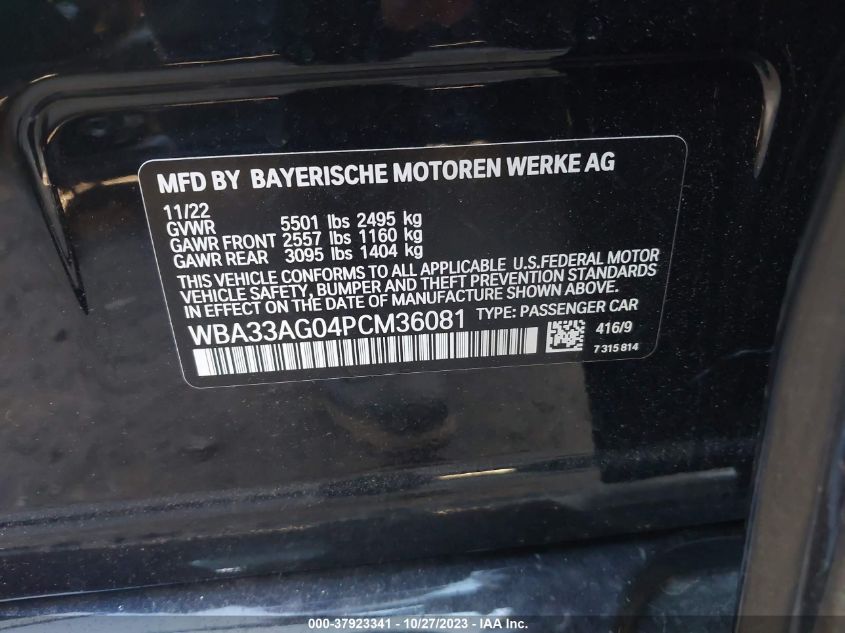 MFD BY BAYERISCHE MOTOREN WERKE AG
11/22
GVWR 5501 lbs 2495 kg
GAWR FRONT 2557 lbs 1160 kg
GAWR REAR 3095 lbs 1404 kg
THIS VEHICLE CONFORMS TO ALL APPLICABLE U.S.FEDERAL MOTOR
VEHICLE SAFETY, BUMPER AND THEFT PREVENTION STANDARDS
IN EFFECT ON THE DATE OF MANUFACTURE SHOWN ABOVE.
WBA33AG04PCM36081 TYPE: PASSENGER CAR
416/9
7 315 814
000-37923341 - 10/27/2023 - IAA Inc.